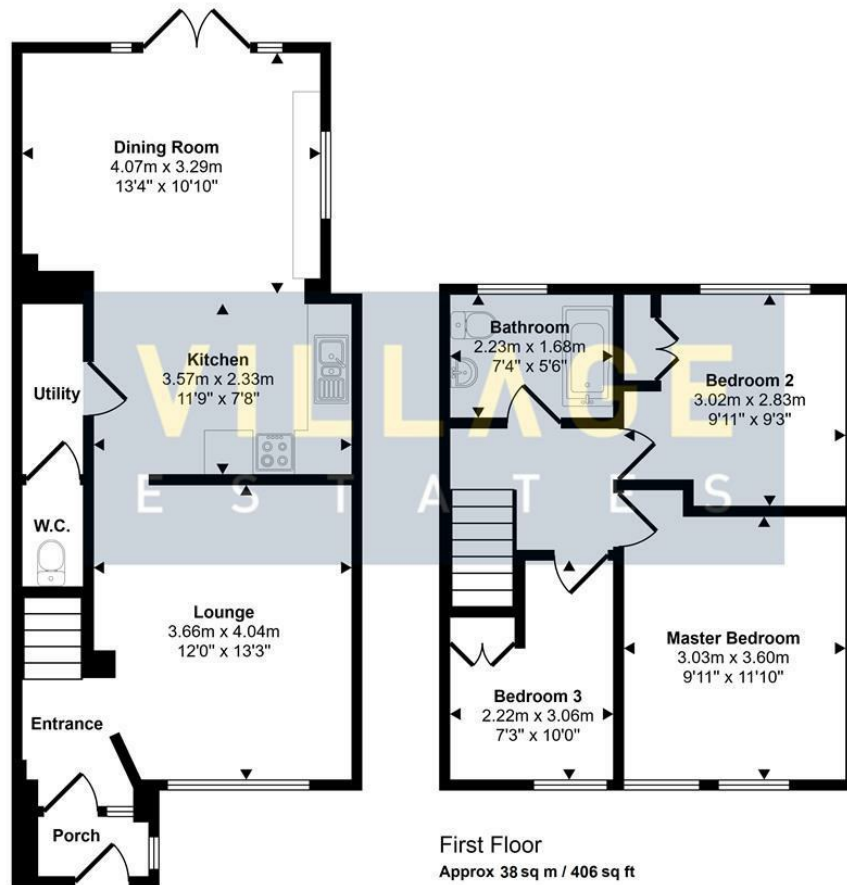 Dining Room
4.07m x 3.29m
13'4" x 10'10"
Kitchen
3.57m x 2.33m
11'9" x 7'8"
Utility
W.C.
Lounge
3.66m x 4.04m
12'0" x 13'3"
Entrance
Porch
Bathroom
2.23m x 1.68m
7'4" x 5'6"
Bedroom 2
3.02m x 2.83m
9'11" x 9'3"
Master Bedroom
3.03m x 3.60m
9'11" x 11'10"
Bedroom 3
2.22m x 3.06m
7'3" x 10'0"
First Floor
Approx 38 sq m / 406 sq ft
VILLAGE
ESTATES